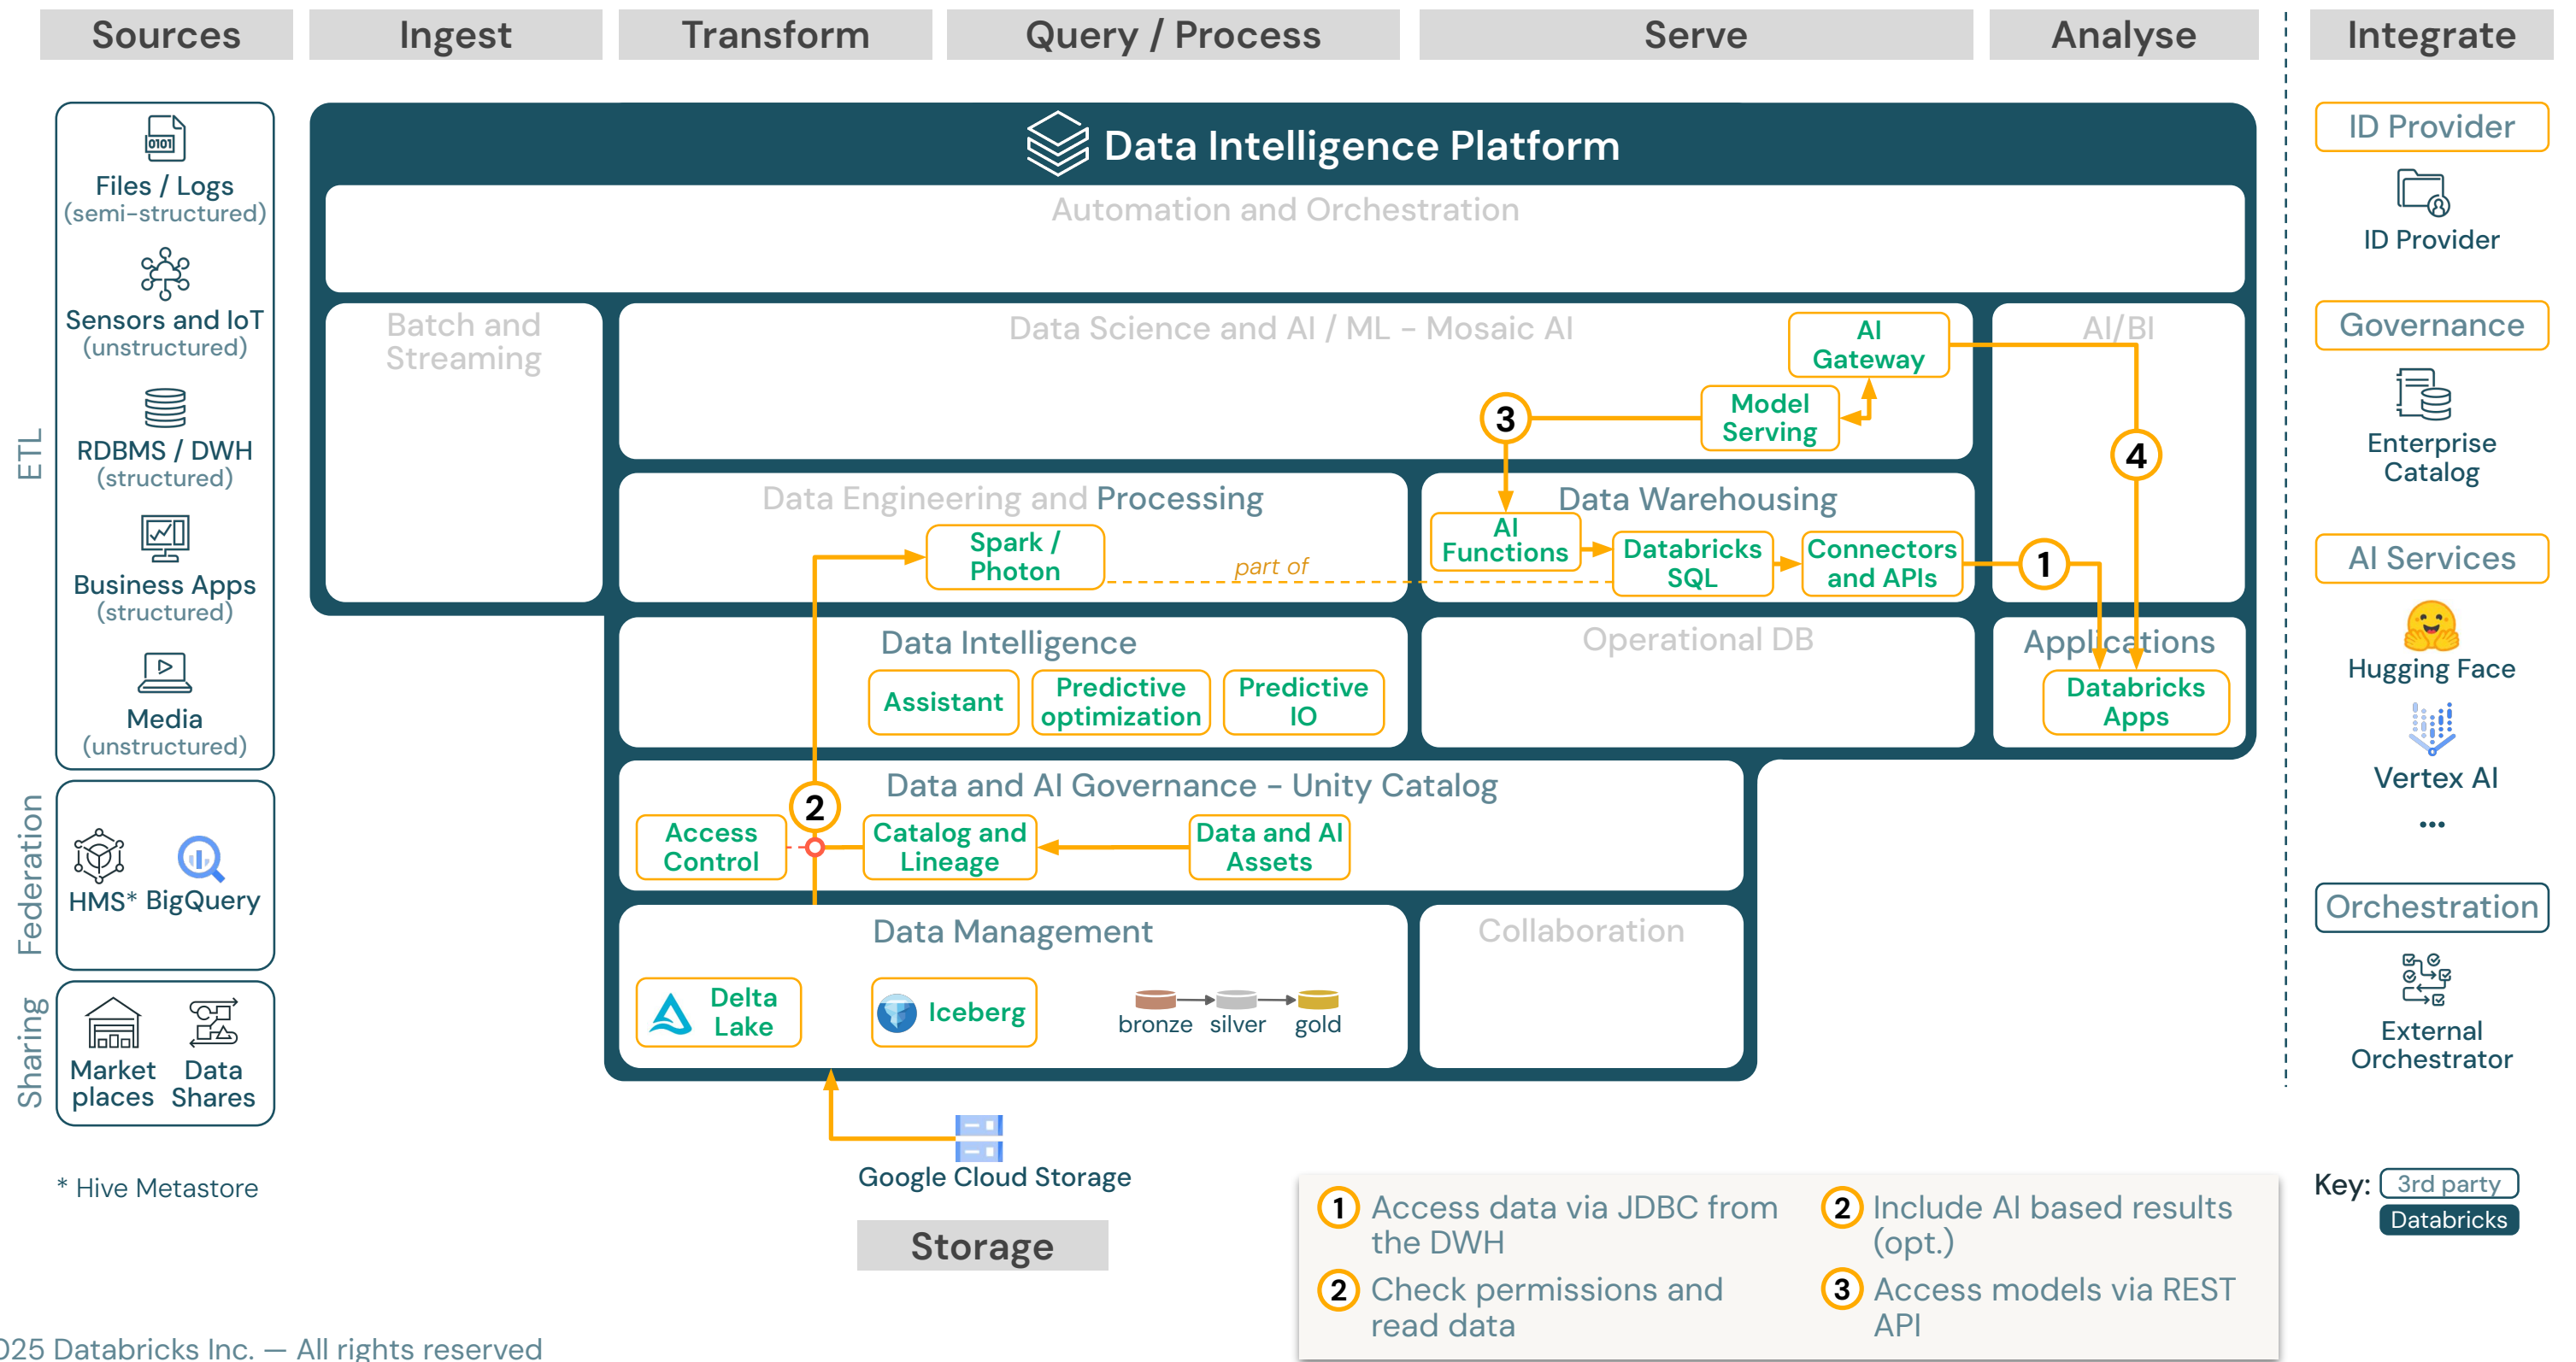 Sources
Ingest
Transform
Query / Process
Serve
Analyse
Integrate
ETL
Files / Logs
(semi-structured)
Sensors and IoT
(unstructured)
RDBMS / DWH
(structured)
Business Apps
(structured)
Media
(unstructured)
Federation
HMS*
BigQuery
Sharing
Market
places
Data
Shares
* Hive Metastore
Data Intelligence Platform
Automation and Orchestration
Batch and
Streaming
Data Science and AI / ML - Mosaic AI
AI
Gateway
Model
Serving
3
AI/BI
4
Data Engineering and Processing
Spark /
Photon
part of
Data Warehousing
AI
Functions
Databricks
SQL
Connectors
and APIs
1
Data Intelligence
Assistant
Predictive
optimization
Predictive
IO
Operational DB
Applications
Databricks
Apps
Data and AI Governance - Unity Catalog
2
Access
Control
Catalog and
Lineage
Data and AI
Assets
Data Management
Delta
Lake
Iceberg
bronze
silver
gold
Collaboration
Google Cloud Storage
Storage
ID Provider
ID Provider
Governance
Enterprise
Catalog
AI Services
Hugging Face
Vertex AI
...
Orchestration
External
Orchestrator
Key: 3rd party
Databricks
1 Access data via JDBC from
the DWH
2 Check permissions and
read data
2 Include AI based results
(opt.)
3 Access models via REST
API
025 Databricks Inc. — All rights reserved